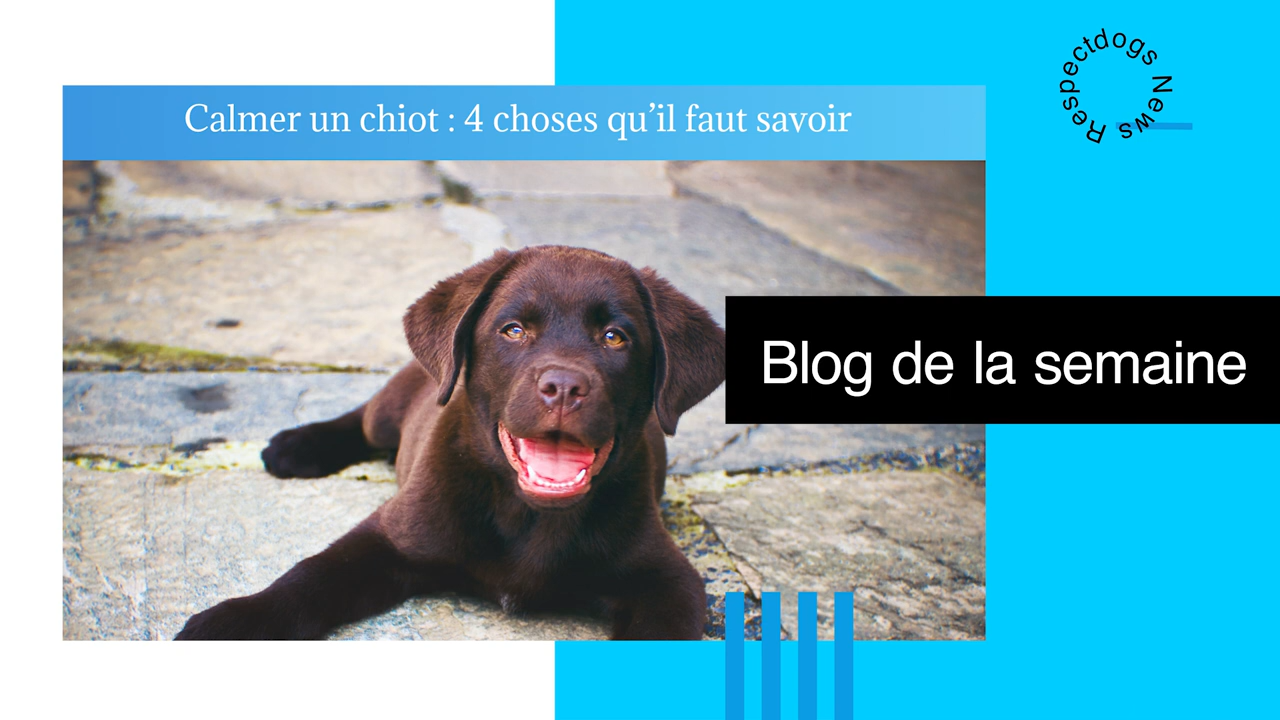 Respectdogs News
Calmer un chiot : 4 choses qu’il faut savoir
Blog de la semaine